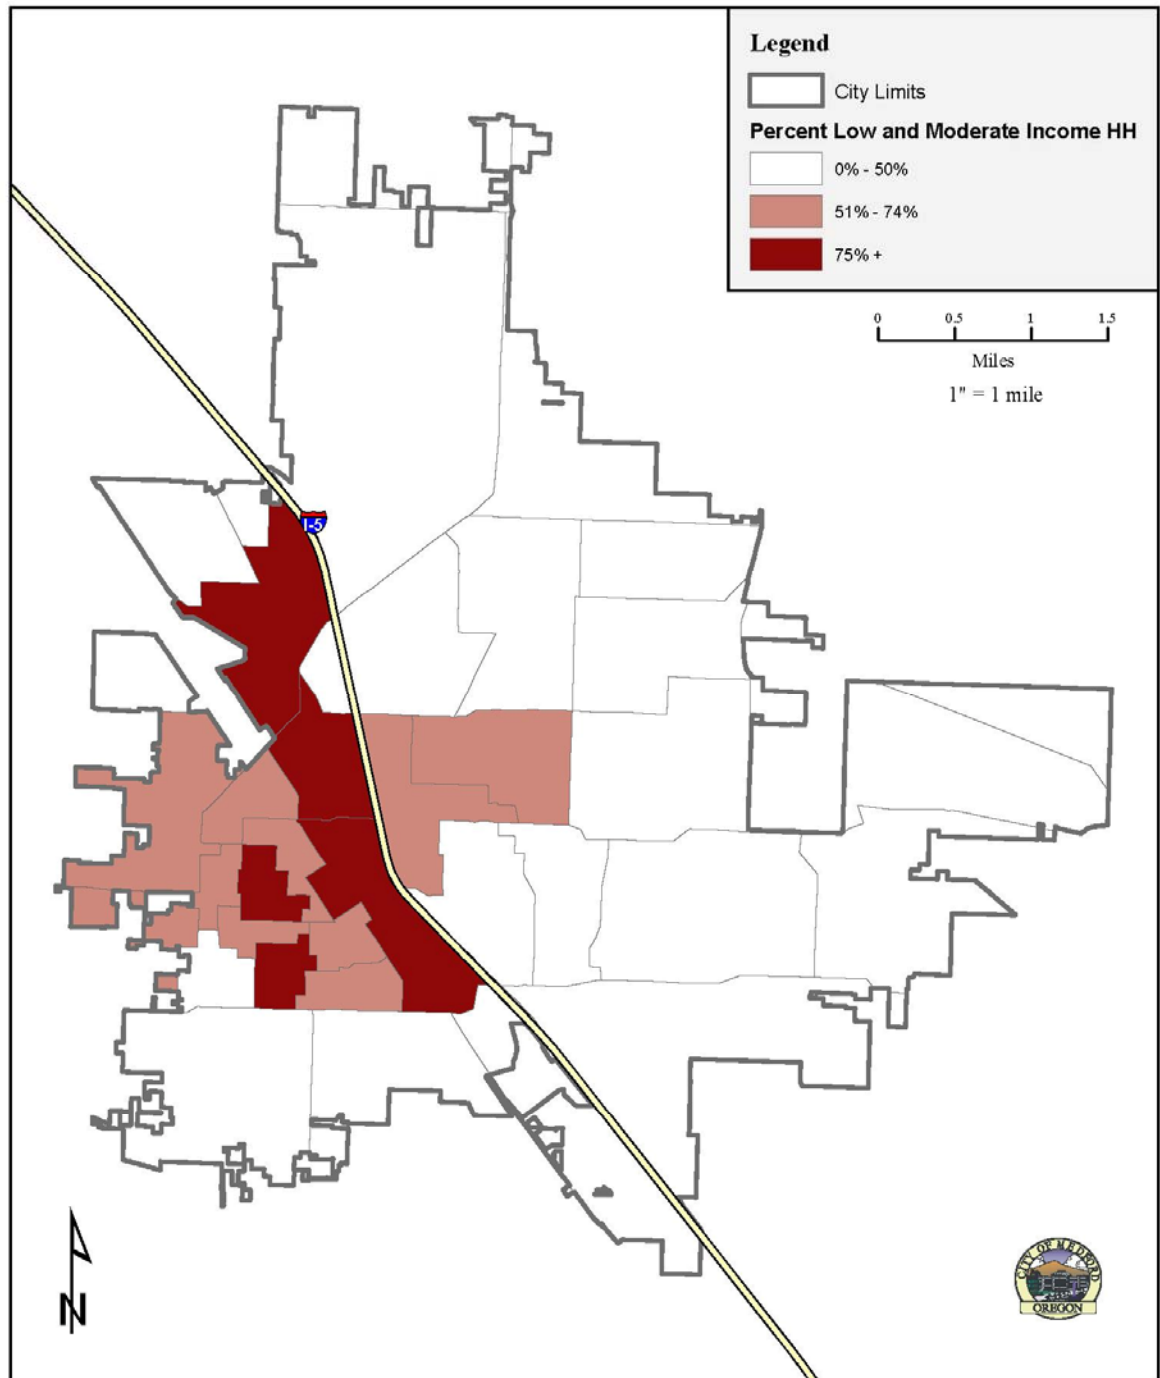 Legend
City Limits
Percent Low and Moderate Income HH
0% - 50%
51% - 74%
75% +
0 0.5 1 1.5
Miles
1" = 1 mile
I-5
N
CITY OF MEDFORD
OREGON